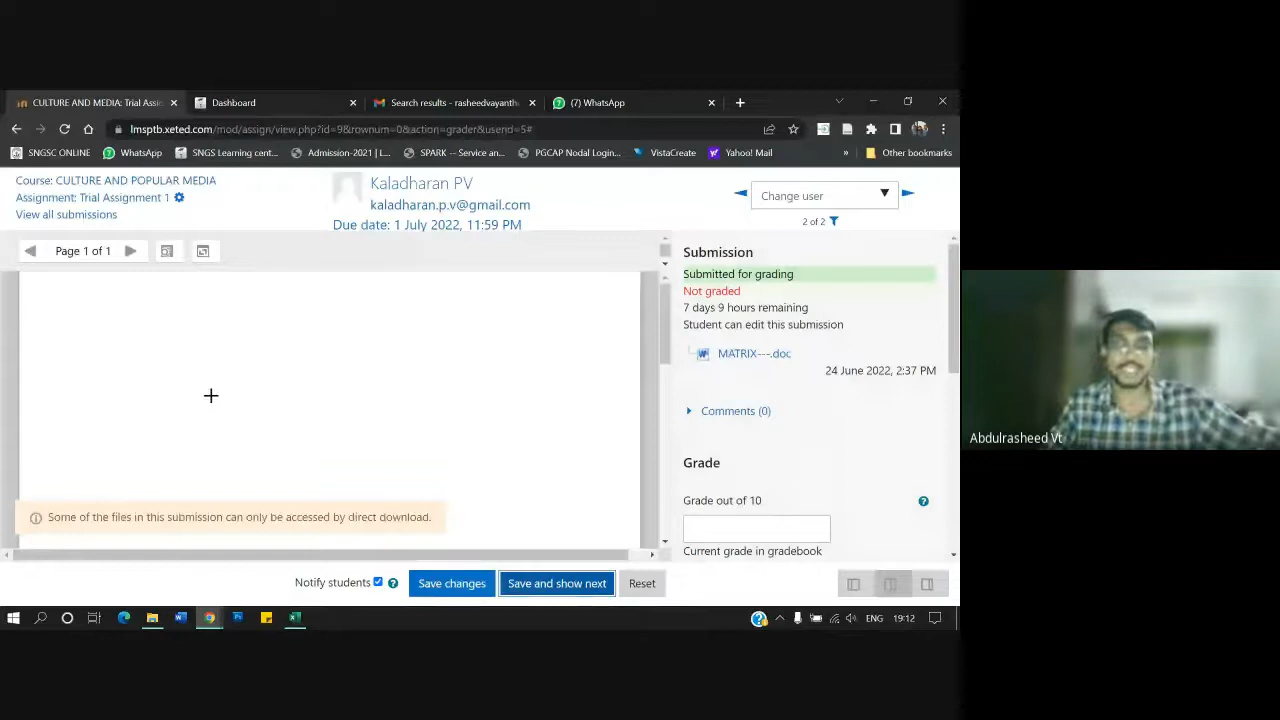 CULTURE AND MEDIA: Trial Assi
Dashboard
Search results - rasheedvayanth
(7) WhatsApp
lmsptb.xeted.com/mod/assign/view.php?id=9&rownum=0&action=grader&userid=5#
SNGSC ONLINE
WhatsApp
SNGS Learning cent...
Admission-2021 | L...
SPARK -- Service an...
PGCAP Nodal Login...
VistaCreate
Yahoo! Mail
»
Other bookmarks
Course: CULTURE AND POPULAR MEDIA
Assignment: Trial Assignment 1
View all submissions
Kaladharan PV
kaladharan.p.v@gmail.com
Due date: 1 July 2022, 11:59 PM
Change user
2 of 2
Page 1 of 1
Some of the files in this submission can only be accessed by direct download.
Submission
Submitted for grading
Not graded
7 days 9 hours remaining
Student can edit this submission
MATRIX---.doc
24 June 2022, 2:37 PM
Comments (0)
Grade
Grade out of 10
Current grade in gradebook
Notify students
Save changes
Save and show next
Reset
ENG
19:12
Abdulrasheed Vt